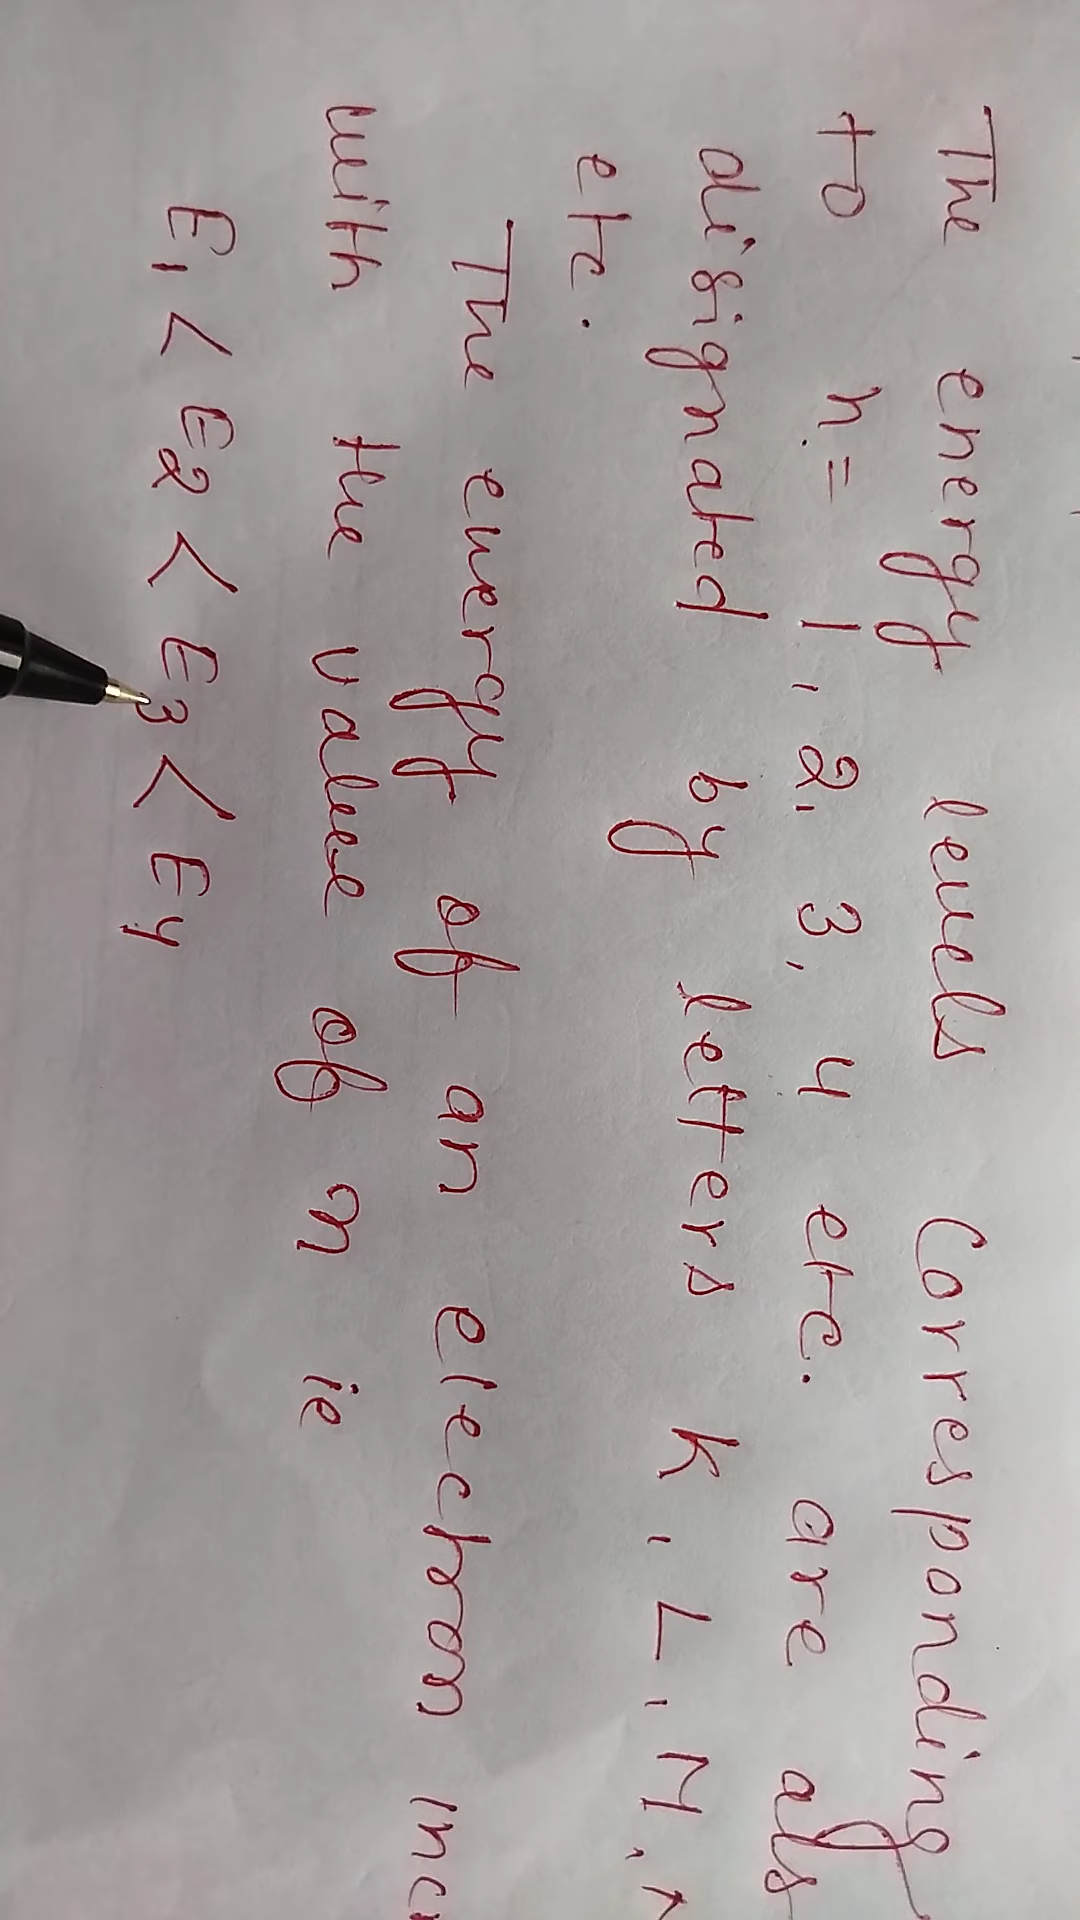 The energy levels Corresponding
to n = 1, 2, 3, 4 etc. are als
disignated by letters K, L, M,
etc.
The energy of an electron incr
with the value of n ie
E1 < E2 < E3 < E4